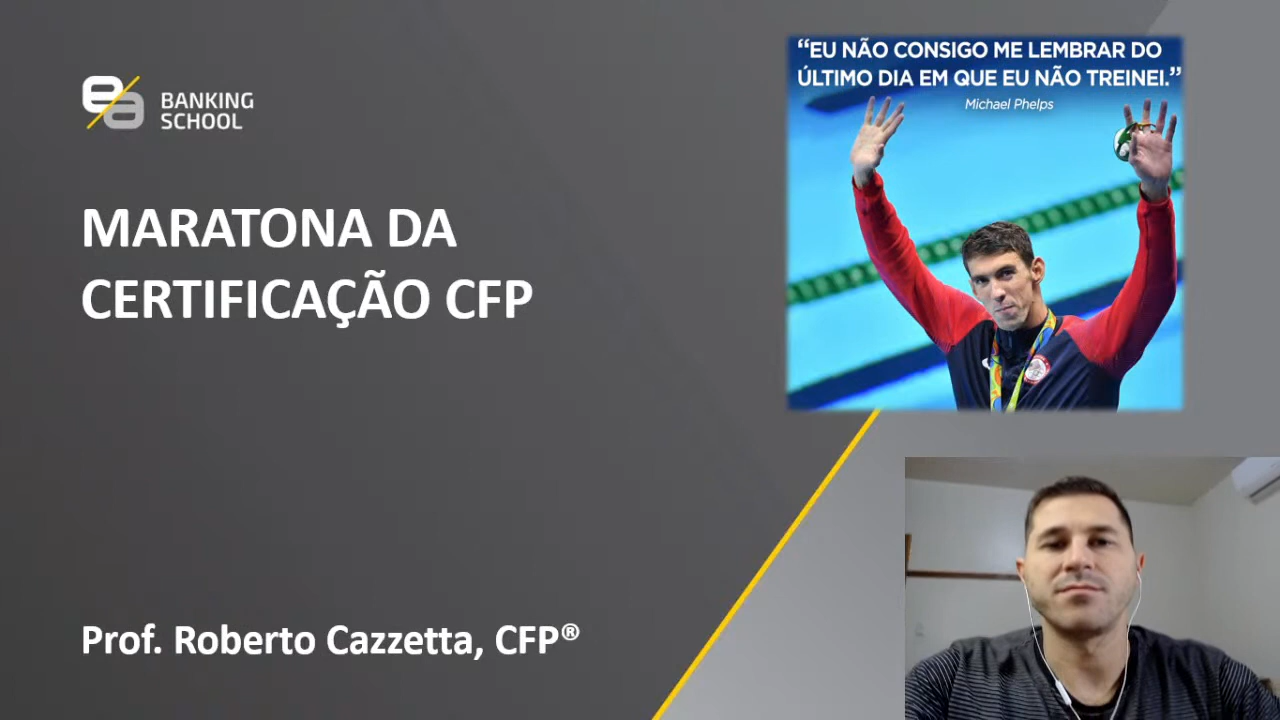 ea BANKING
SCHOOL
MARATONA DA
CERTIFICAÇÃO CFP
“EU NÃO CONSIGO ME LEMBRAR DO
ÚLTIMO DIA EM QUE EU NÃO TREINEI.”
Michael Phelps
Prof. Roberto Cazzetta, CFP®